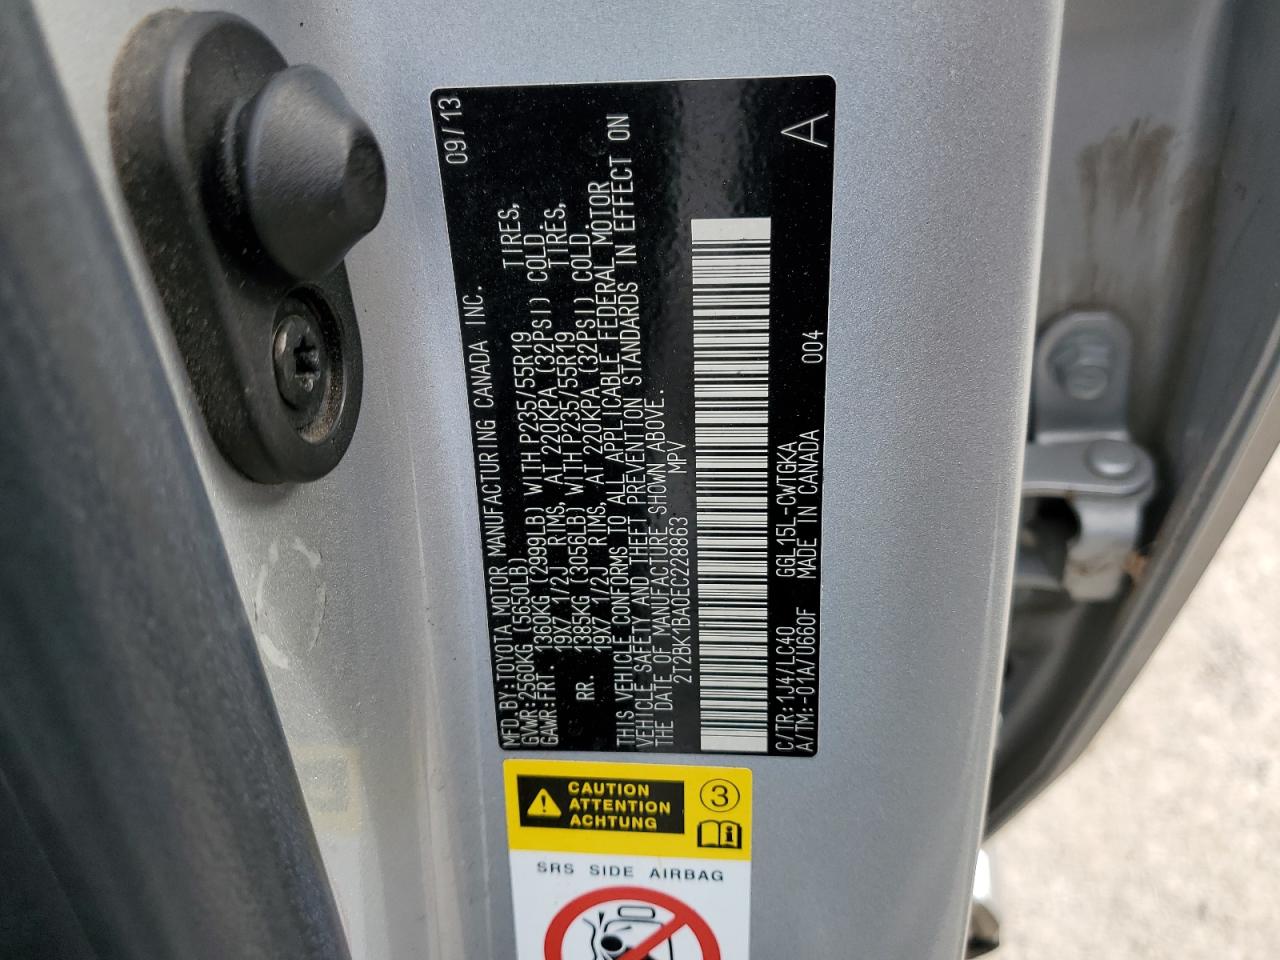 MFD. BY: TOYOTA MOTOR MANUFACTURING CANADA INC. 09/13
GVWR: 2560KG (5650LB)
GAWR: FRT. 1360KG (2999LB) WITH P235/55R19 TIRES,
19X7 1/2J RIMS, AT 220KPA (32PSI) COLD.
RR. 1385KG (3056LB) WITH P235/55R19 TIRES,
19X7 1/2J RIMS, AT 220KPA (32PSI) COLD.
THIS VEHICLE CONFORMS TO ALL APPLICABLE FEDERAL MOTOR
VEHICLE SAFETY AND THEFT PREVENTION STANDARDS IN EFFECT ON
THE DATE OF MANUFACTURE SHOWN ABOVE.
2T2BK1BA0EC228863 MPV
C/TR: 1J4/LC40 GGL15L-CWTGKA 004 A
A/TM: -01A/U660F MADE IN CANADA
CAUTION
ATTENTION
ACHTUNG
3
SRS SIDE AIRBAG